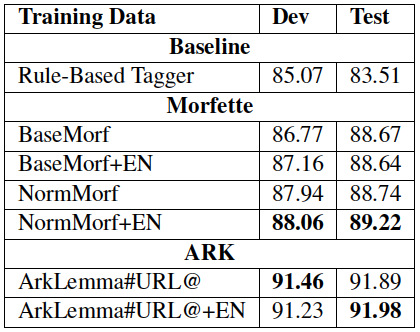 Training Data Dev Test
Baseline
Rule-Based Tagger 85.07 83.51
Morfette
BaseMorf 86.77 88.67
BaseMorf+EN 87.16 88.64
NormMorf 87.94 88.74
NormMorf+EN 88.06 89.22
ARK
ArkLemma#URL@ 91.46 91.89
ArkLemma#URL@+EN 91.23 91.98